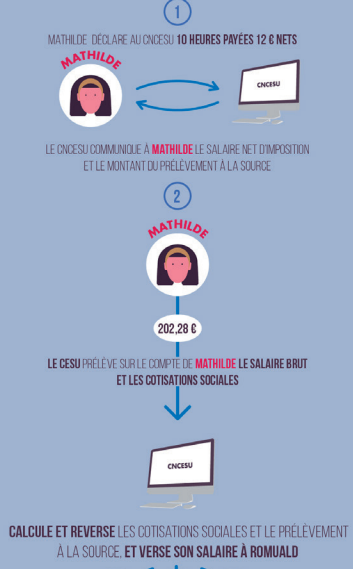 1
MATHILDE DÉCLARE AU CNCESU 10 HEURES PAYÉES 12 € NETS
MATHILDE
CNCESU
LE CNCESU COMMUNIQUE À MATHILDE LE SALAIRE NET D'IMPOSITION
ET LE MONTANT DU PRÉLÈVEMENT À LA SOURCE
2
MATHILDE
202,28 €
LE CESU PRÉLÈVE SUR LE COMPTE DE MATHILDE LE SALAIRE BRUT
ET LES COTISATIONS SOCIALES
CNCESU
CALCULE ET REVERSE LES COTISATIONS SOCIALES ET LE PRÉLÈVEMENT
À LA SOURCE, ET VERSE SON SALAIRE À ROMUALD